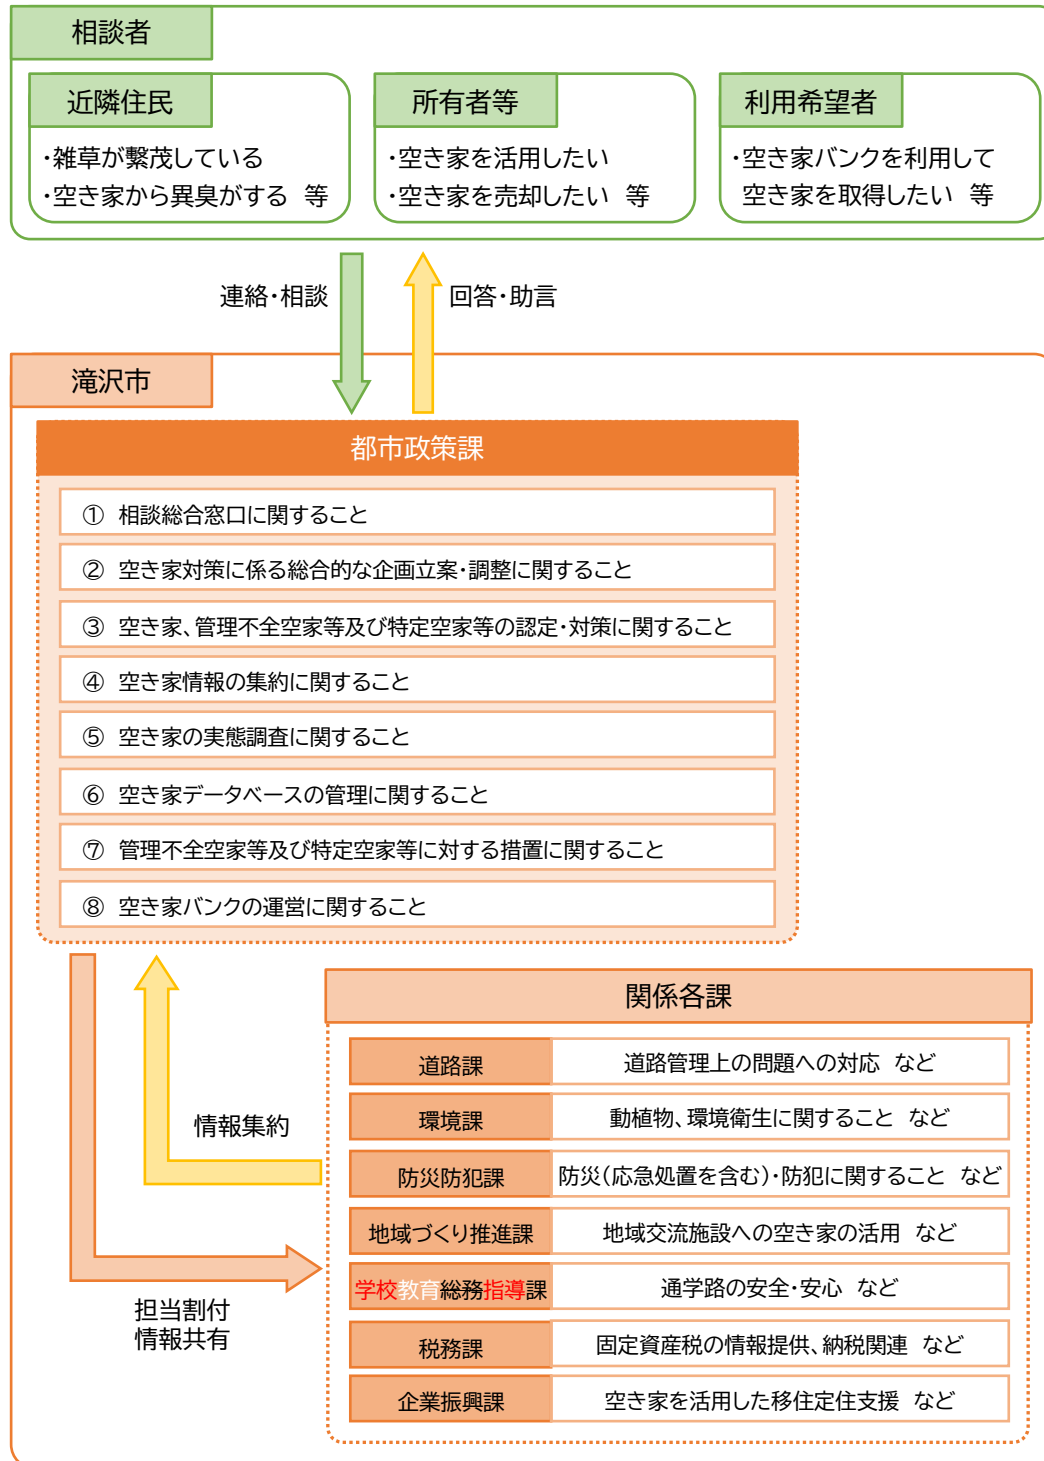 相談者
近隣住民
・雑草が繁茂している
・空き家から異臭がする 等
所有者等
・空き家を活用したい
・空き家を売却したい 等
利用希望者
・空き家バンクを利用して
空き家を取得したい 等
連絡・相談
回答・助言
滝沢市
都市政策課
① 相談総合窓口に関すること
② 空き家対策に係る総合的な企画立案・調整に関すること
③ 空き家、管理不全空家等及び特定空家等の認定・対策に関すること
④ 空き家情報の集約に関すること
⑤ 空き家の実態調査に関すること
⑥ 空き家データベースの管理に関すること
⑦ 管理不全空家等及び特定空家等に対する措置に関すること
⑧ 空き家バンクの運営に関すること
情報集約
担当割付
情報共有
関係各課
道路課 道路管理上の問題への対応 など
環境課 動植物、環境衛生に関すること など
防災防犯課 防災(応急処置を含む)・防犯に関すること など
地域づくり推進課 地域交流施設への空き家の活用 など
学校教育総務指導課 通学路の安全・安心 など
税務課 固定資産税の情報提供、納税関連 など
企業振興課 空き家を活用した移住定住支援 など